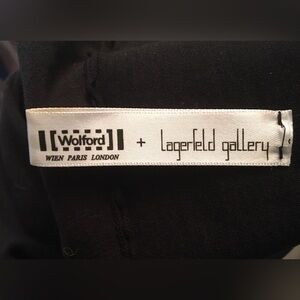 [Wolford] + Lagerfeld gallery
WIEN PARIS LONDON